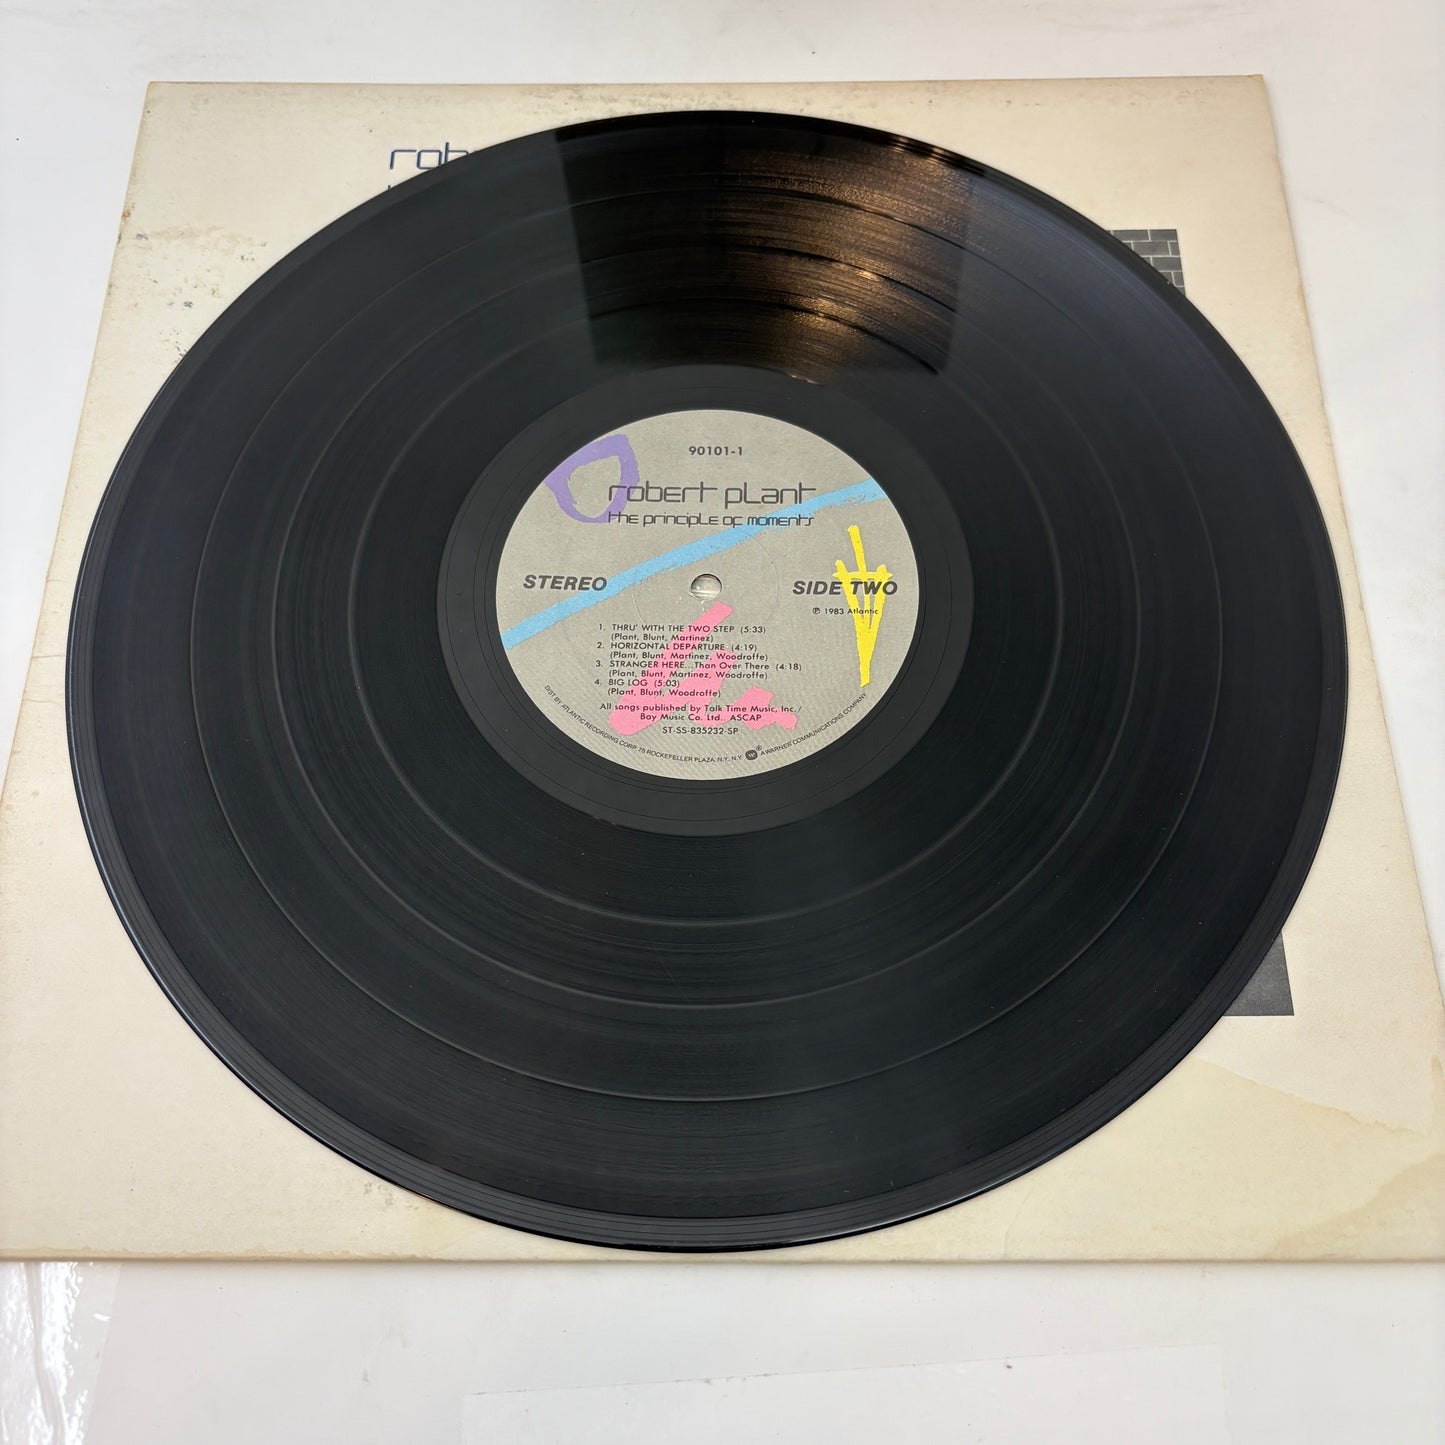 rob
90101-1
robert plant
the principle of moments
STEREO
SIDE TWO
℗ 1983 Atlantic
1. THRU' WITH THE TWO STEP (5:33)
(Plant, Blunt, Martinez)
2. HORIZONTAL DEPARTURE (4:19)
(Plant, Blunt, Martinez, Woodroffe)
3. STRANGER HERE...Than Over There (4:18)
(Plant, Blunt, Martinez, Woodroffe)
4. BIG LOG (5:03)
(Plant, Blunt, Woodroffe)
All songs published by Talk Time Music, Inc./
Bay Music Co. Ltd., ASCAP
ST-SS-835232-SP
DIST BY ATLANTIC RECORDING CORP. 75 ROCKEFELLER PLAZA, N.Y., N.Y. ® A WARNER COMMUNICATIONS COMPANY